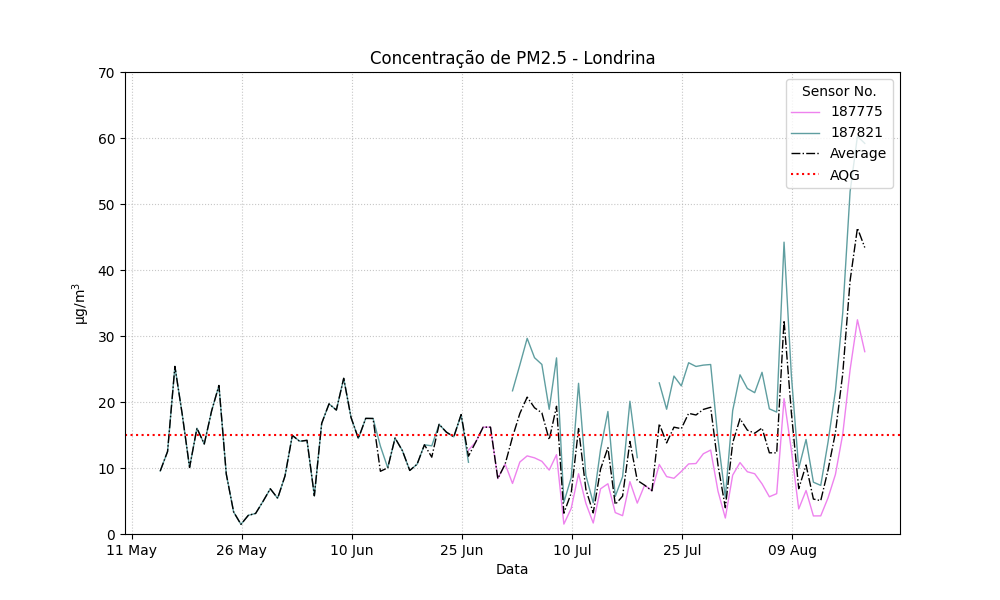 Concentração de PM2.5 - Londrina
70
60
50
40
30
20
10
0
µg/m³
Sensor No.
187775
187821
Average
AQG
11 May
26 May
10 Jun
25 Jun
10 Jul
25 Jul
09 Aug
Data